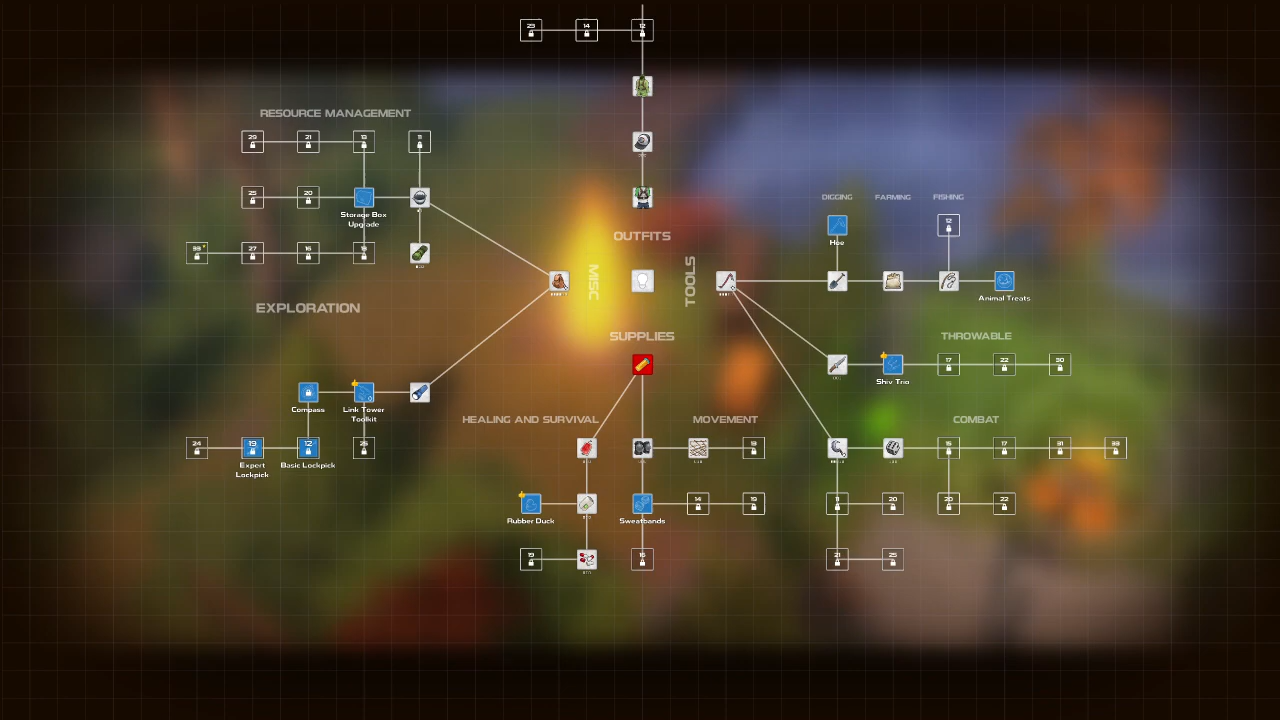 23 14 12
RESOURCE MANAGEMENT
29 21 13 11
25 20
Storage Box
Upgrade
DIGGING FARMING FISHING
12
Hoe
OUTFITS
27 16
MISC
TOOLS
Animal Treats
EXPLORATION
SUPPLIES
THROWABLE
17 22 30
Shiv Trio
Compass
Link Tower
Toolkit
HEALING AND SURVIVAL
MOVEMENT
COMBAT
24 19 12 25
Expert
Lockpick
Basic Lockpick
19 15 17 31 33
14 19
11 20 20 22
Rubber Duck
Sweatbands
19 16
21 25